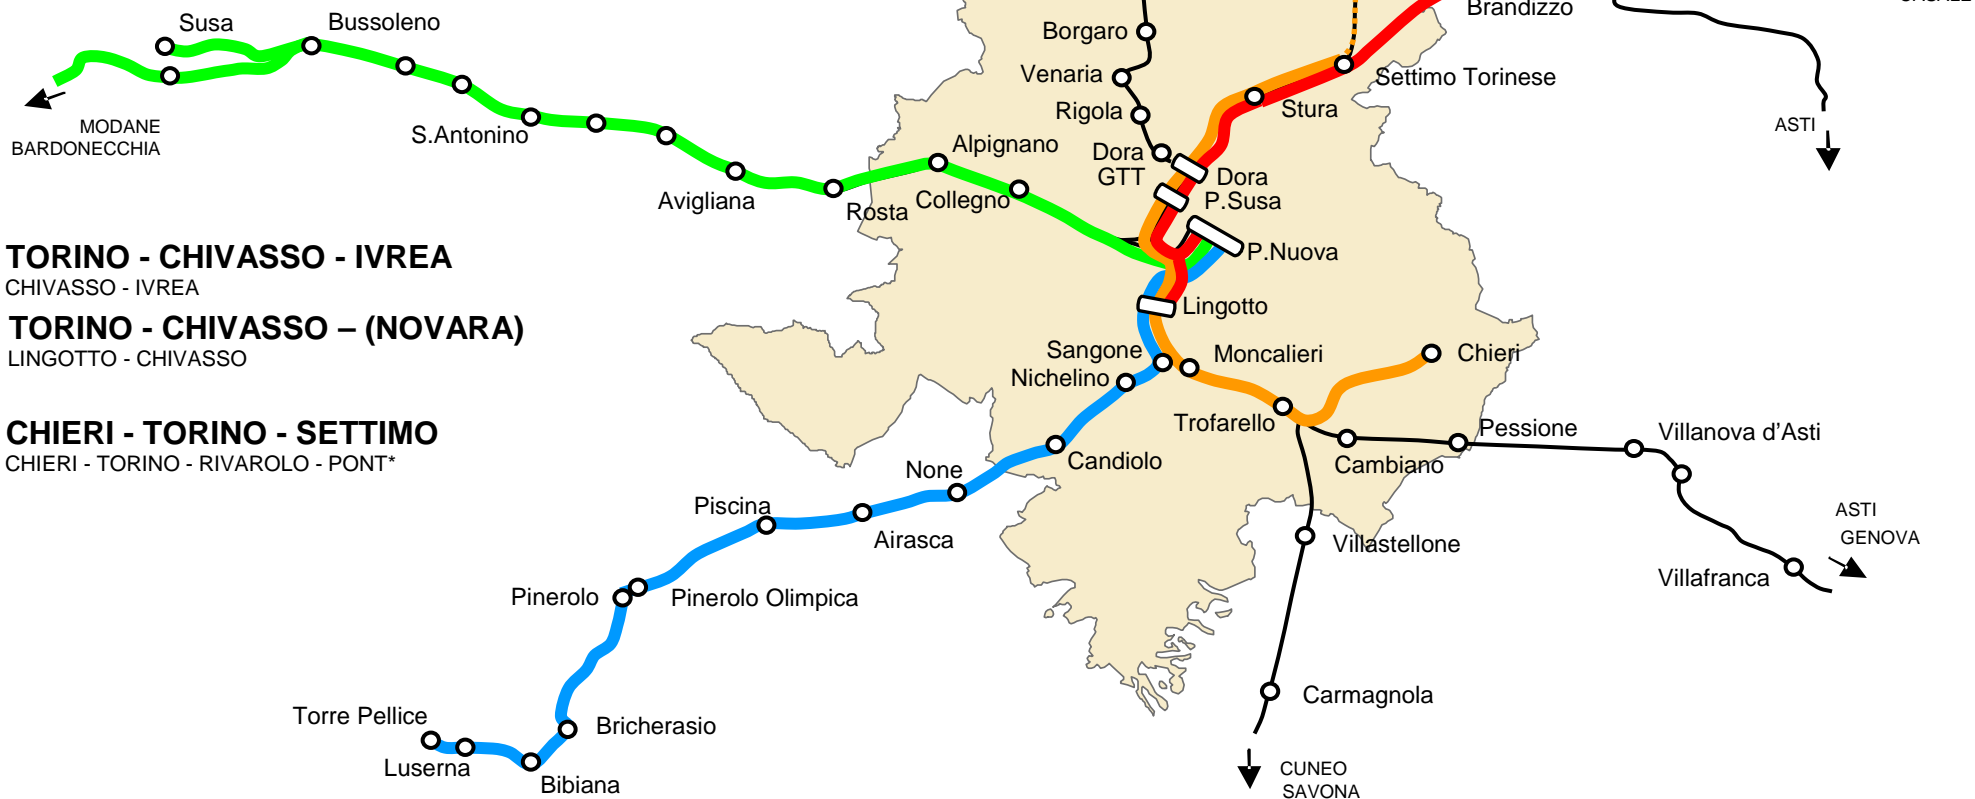 CASALE
Brandizzo
Susa
Bussoleno
Borgaro
Venaria
Settimo Torinese
Rigola
Stura
MODANE
BARDONECCHIA
S.Antonino
ASTI
Alpignano
Dora
GTT
Dora
P.Susa
Avigliana
Rosta
Collegno
P.Nuova
TORINO - CHIVASSO - IVREA
CHIVASSO - IVREA
Lingotto
TORINO - CHIVASSO – (NOVARA)
LINGOTTO - CHIVASSO
Sangone
Moncalieri
Chieri
Nichelino
Trofarello
CHIERI - TORINO - SETTIMO
CHIERI - TORINO - RIVAROLO - PONT*
Pessione
Villanova d'Asti
Cambiano
Candiolo
None
Piscina
Airasca
ASTI
GENOVA
Villastellone
Villafranca
Pinerolo
Pinerolo Olimpica
Carmagnola
Torre Pellice
Bricherasio
Luserna
Bibiana
CUNEO
SAVONA